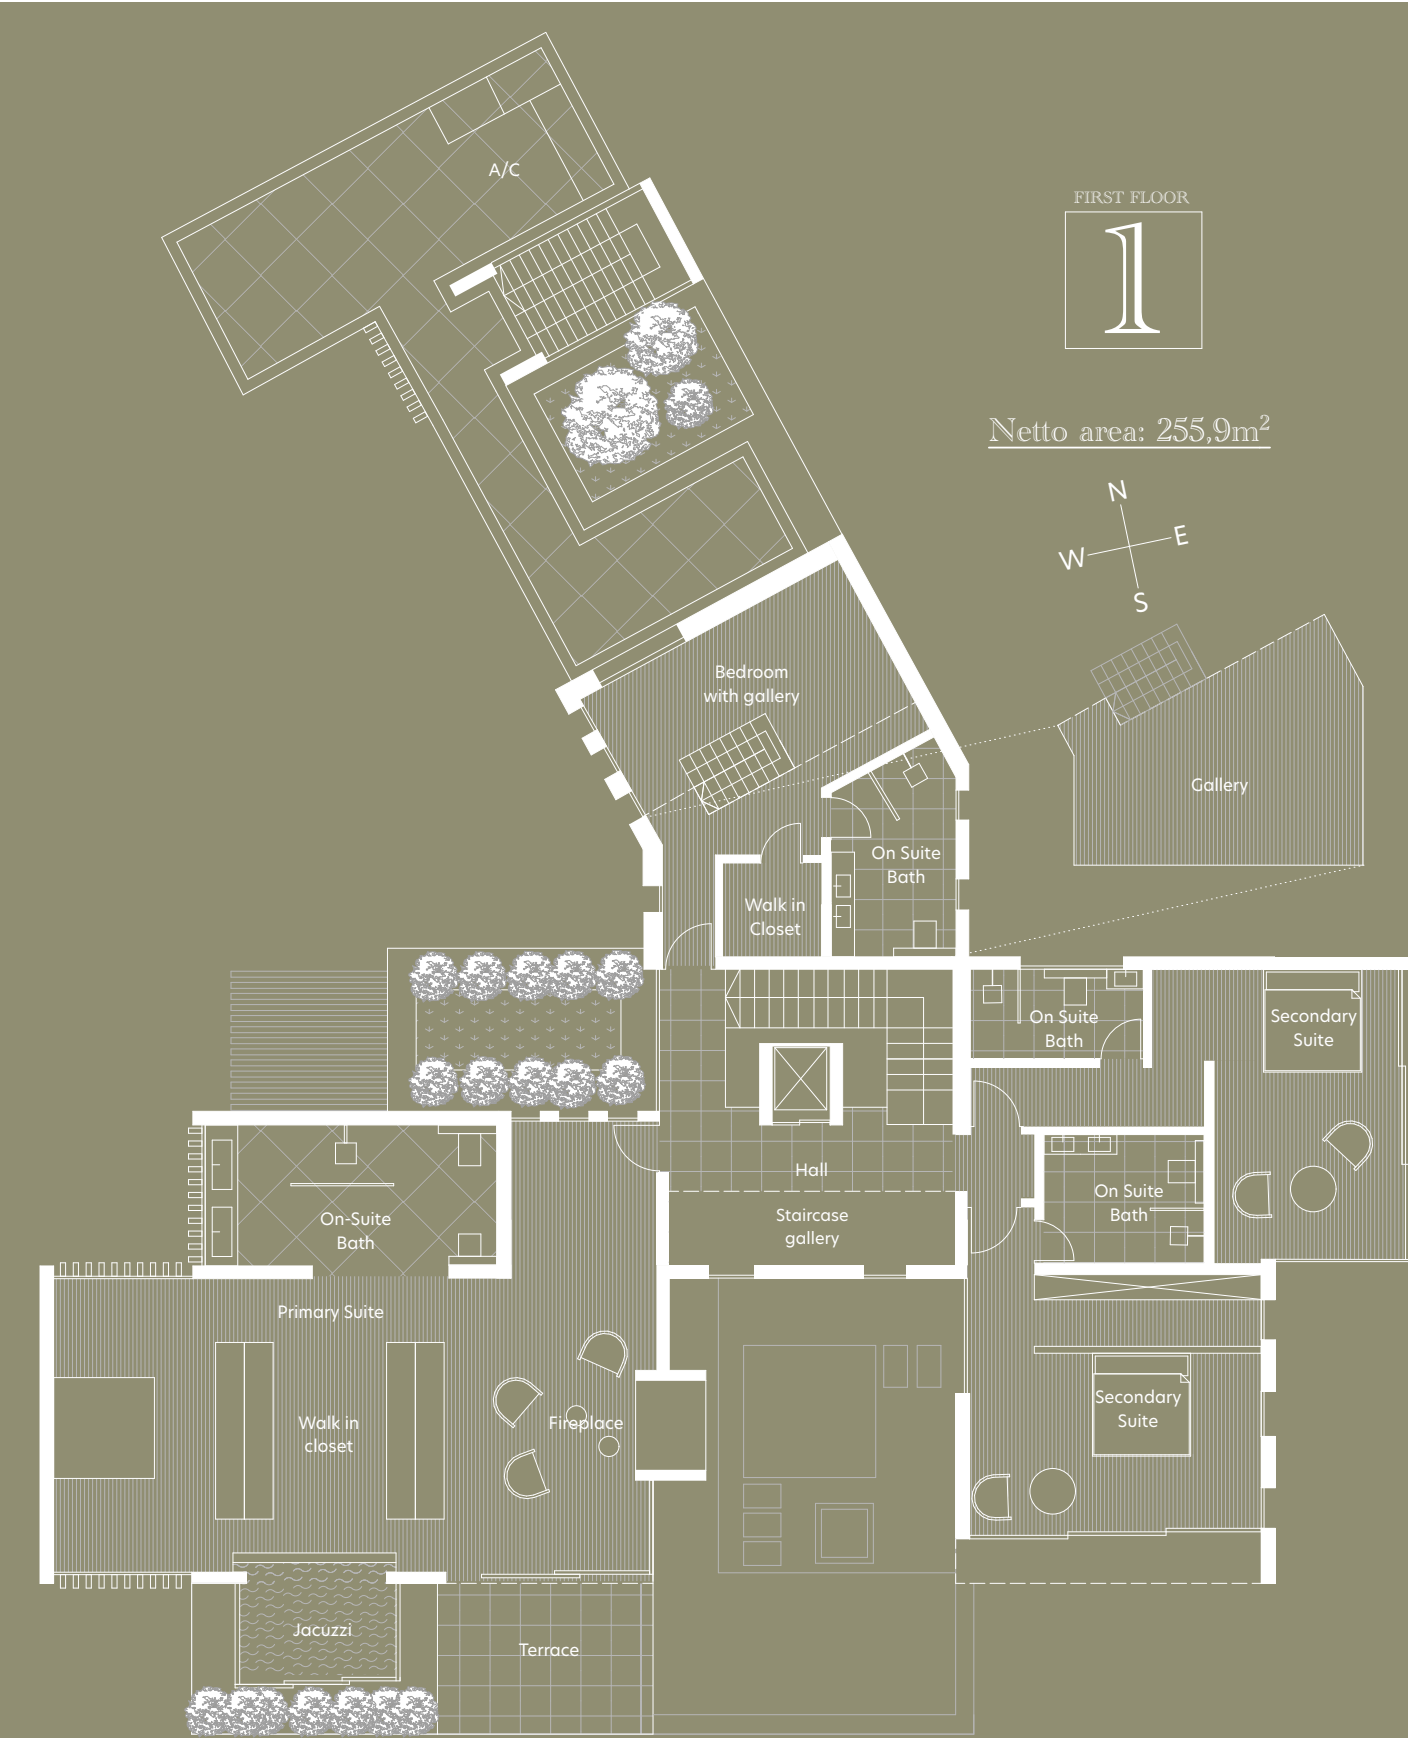 A/C
FIRST FLOOR
1
Netto area: 255,9m²
N
W E
S
Bedroom
with gallery
Gallery
On Suite
Bath
Walk in
Closet
On Suite
Bath
Secondary
Suite
Hall
Staircase
gallery
On Suite
Bath
On-Suite
Bath
Primary Suite
Walk in
closet
Fireplace
Secondary
Suite
Jacuzzi
Terrace